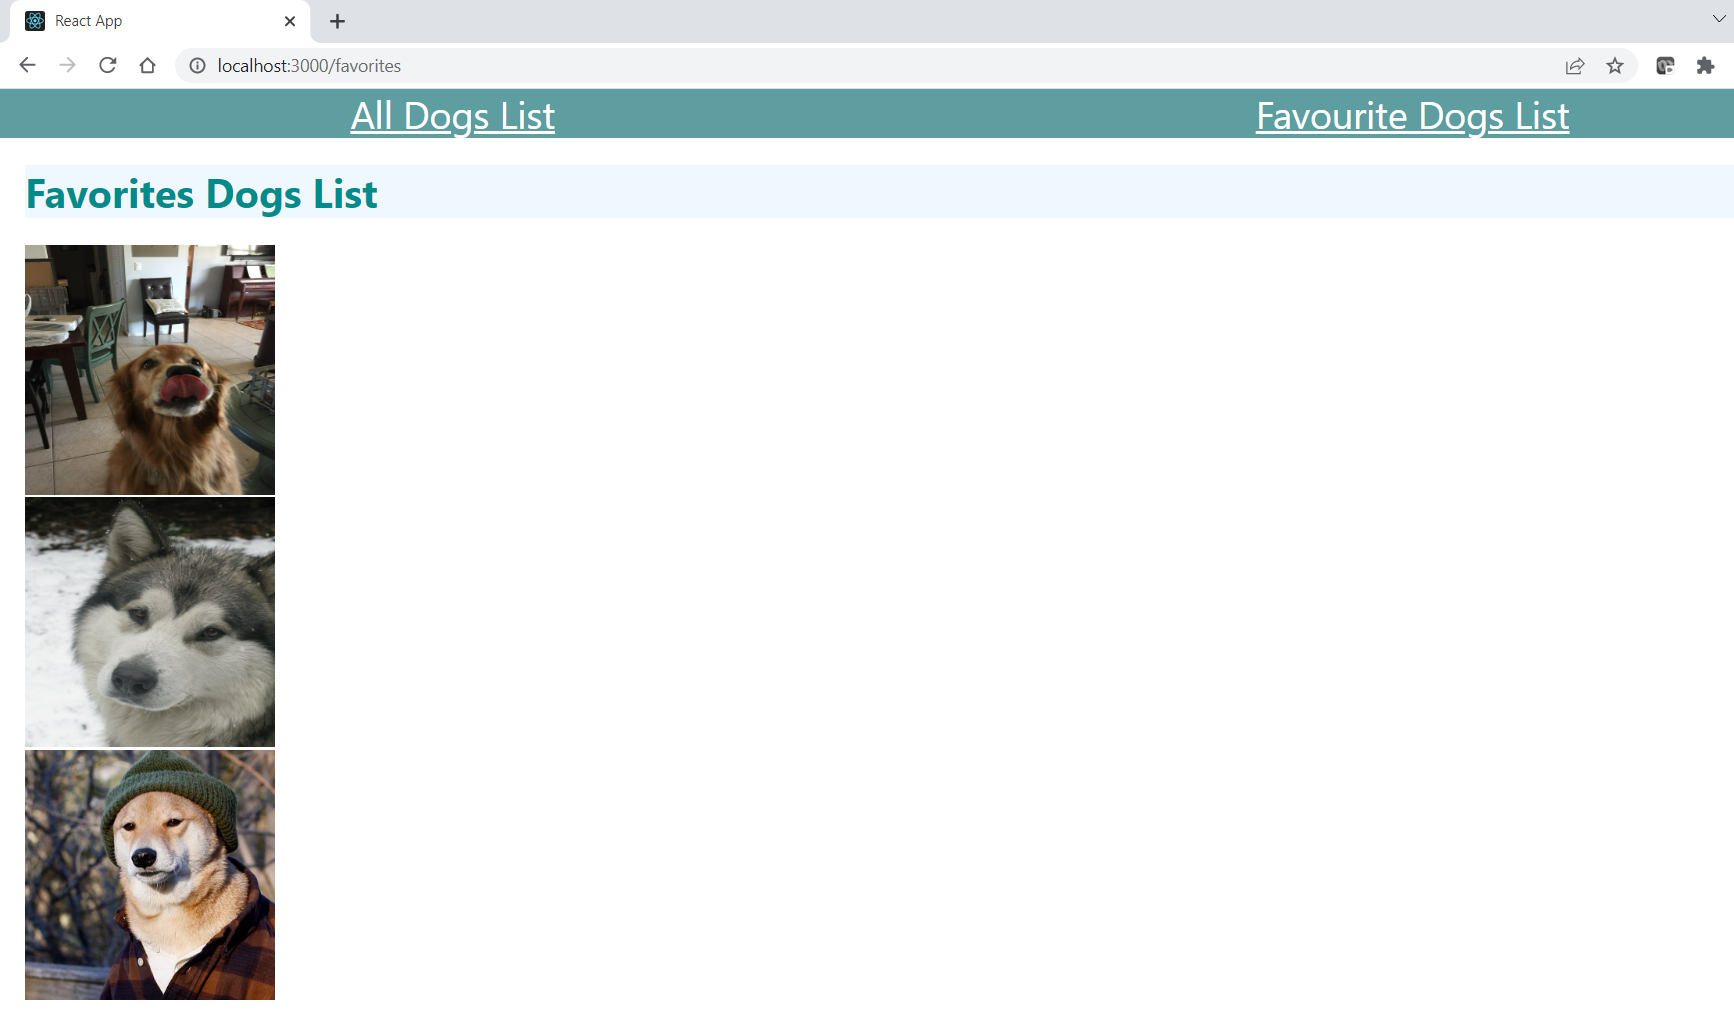 React App
localhost:3000/favorites
All Dogs List
Favourite Dogs List
Favorites Dogs List